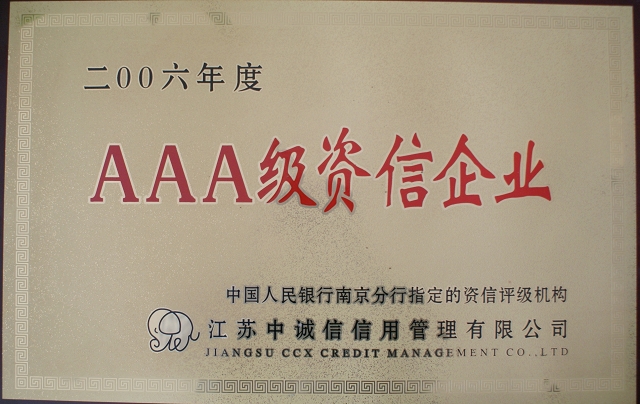 二00六年度
AAA级资信企业
中国人民银行南京分行指定的资信评级机构
江苏中诚信信用管理有限公司
JIANGSU CCX CREDIT MANAGEMENT CO.,LTD